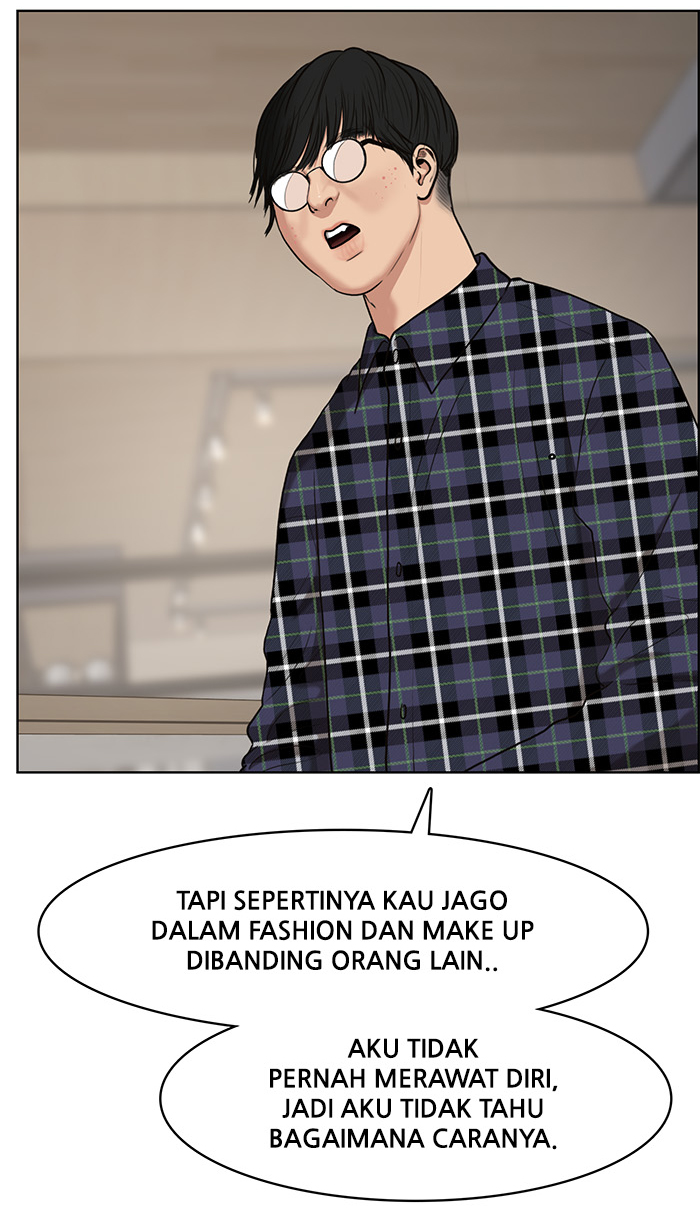 TAPI SEPERTINYA KAU JAGO
DALAM FASHION DAN MAKE UP
DIBANDING ORANG LAIN..
AKU TIDAK
PERNAH MERAWAT DIRI,
JADI AKU TIDAK TAHU
BAGAIMANA CARANYA.